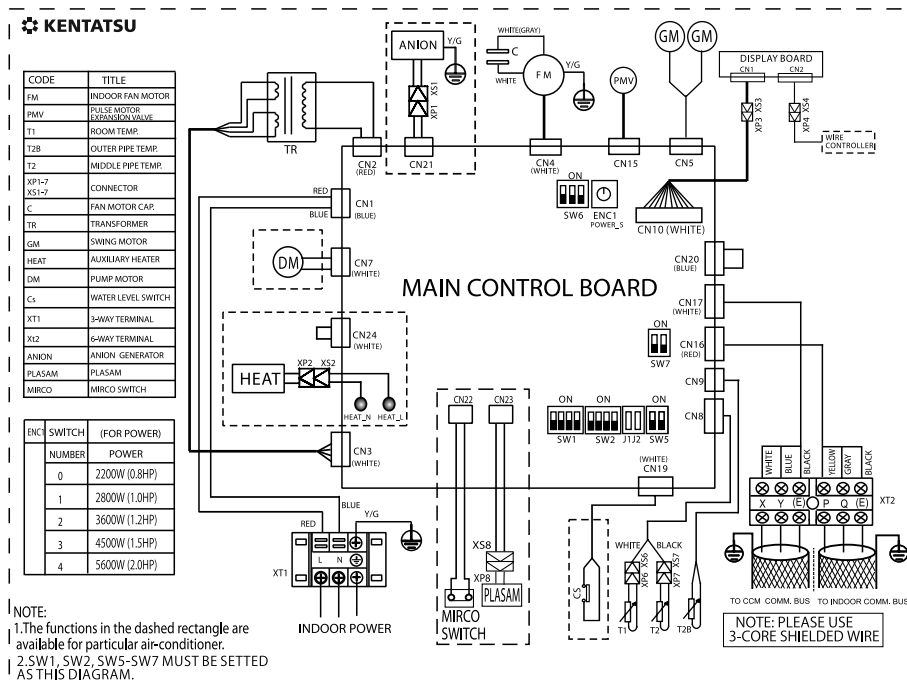 KENTATSU
CODE TITLE
FM INDOOR FAN MOTOR
PMV PULSE MOTOR EXPANSION VALVE
T1 ROOM TEMP.
T2B OUTER PIPE TEMP.
T2 MIDDLE PIPE TEMP.
XP1-7 XS1-7 CONNECTOR
C FAN MOTOR CAP.
TR TRANSFORMER
GM SWING MOTOR
HEAT AUXILIARY HEATER
DM PUMP MOTOR
Cs WATER LEVEL SWITCH
XT1 3-WAY TERMINAL
Xt2 6-WAY TERMINAL
ANION ANION GENERATOR
PLASAM PLASAM
MIRCO MIRCO SWITCH
ENC1 SWITCH (FOR POWER)
NUMBER POWER
0 2200W (0.8HP)
1 2800W (1.0HP)
2 3600W (1.2HP)
3 4500W (1.5HP)
4 5600W (2.0HP)
NOTE:
1.The functions in the dashed rectangle are
available for particular air-conditioner.
2.SW1, SW2, SW5-SW7 MUST BE SETTED
AS THIS DIAGRAM.
TR
ANION
Y/G
XP1 XS1
WHITE(GRAY)
C
WHITE
FM
Y/G
PMV
GM GM
DISPLAY BOARD
CN1 CN2
XP3 XS3
XP4 XS4
WIRE
CONTROLLER
CN2
(RED)
CN21
CN4
(WHITE)
CN15
CN5
RED
BLUE
CN1
(BLUE)
ON
SW6
ENC1
POWER_S
CN10 (WHITE)
DM
CN7
(WHITE)
MAIN CONTROL BOARD
CN20
(BLUE)
CN17
(WHITE)
CN24
(WHITE)
ON
SW7
CN16
(RED)
HEAT
XP2 XS2
HEAT_N HEAT_L
CN9
CN8
CN22 CN23
ON ON ON
SW1 SW2 J1J2 SW5
CN3
(WHITE)
(WHITE)
CN19
RED
BLUE
Y/G
XT1
L N
INDOOR POWER
XS8
XP8
PLASAM
MIRCO
SWITCH
CS
WHITE BLACK
XP6 XS6
XP7 XS7
T1 T2 T2B
WHITE BLUE BLACK YELLOW GRAY BLACK
X Y (E) P Q (E)
XT2
TO CCM COMM. BUS TO INDOOR COMM. BUS
NOTE: PLEASE USE
3-CORE SHIELDED WIRE